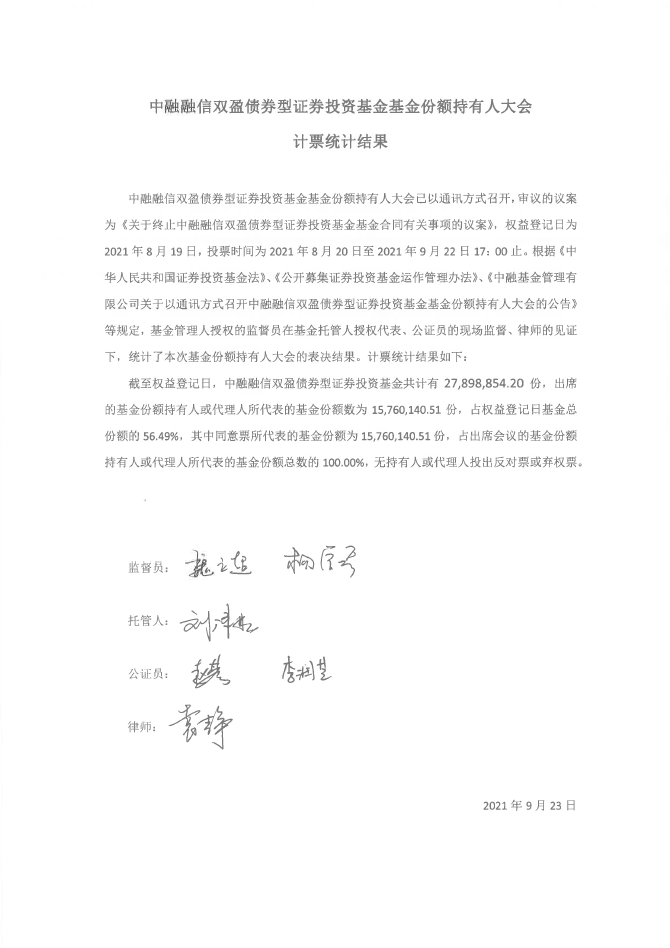 中融融信双盈债券型证券投资基金基金份额持有人大会
计票统计结果
中融融信双盈债券型证券投资基金基金份额持有人大会已以通讯方式召开，审议的议案
为《关于终止中融融信双盈债券型证券投资基金基金合同有关事项的议案》，权益登记日为
2021 年 8 月 19 日，投票时间为 2021 年 8 月 20 日至 2021 年 9 月 22 日 17：00 止。根据《中
华人民共和国证券投资基金法》、《公开募集证券投资基金运作管理办法》、《中融基金管理有
限公司关于以通讯方式召开中融融信双盈债券型证券投资基金基金份额持有人大会的公告》
等规定，基金管理人授权的监督员在基金托管人授权代表、公证员的现场监督、律师的见证
下，统计了本次基金份额持有人大会的表决结果。计票统计结果如下：
截至权益登记日，中融融信双盈债券型证券投资基金共计有 27,898,854.20 份，出席
的基金份额持有人或代理人所代表的基金份额数为 15,760,140.51 份，占权益登记日基金总
份额的 56.49%，其中同意票所代表的基金份额为 15,760,140.51 份，占出席会议的基金份额
持有人或代理人所代表的基金份额总数的 100.00%，无持有人或代理人投出反对票或弃权票。
监督员：
托管人：
公证员：
律师：袁静
2021 年 9 月 23 日